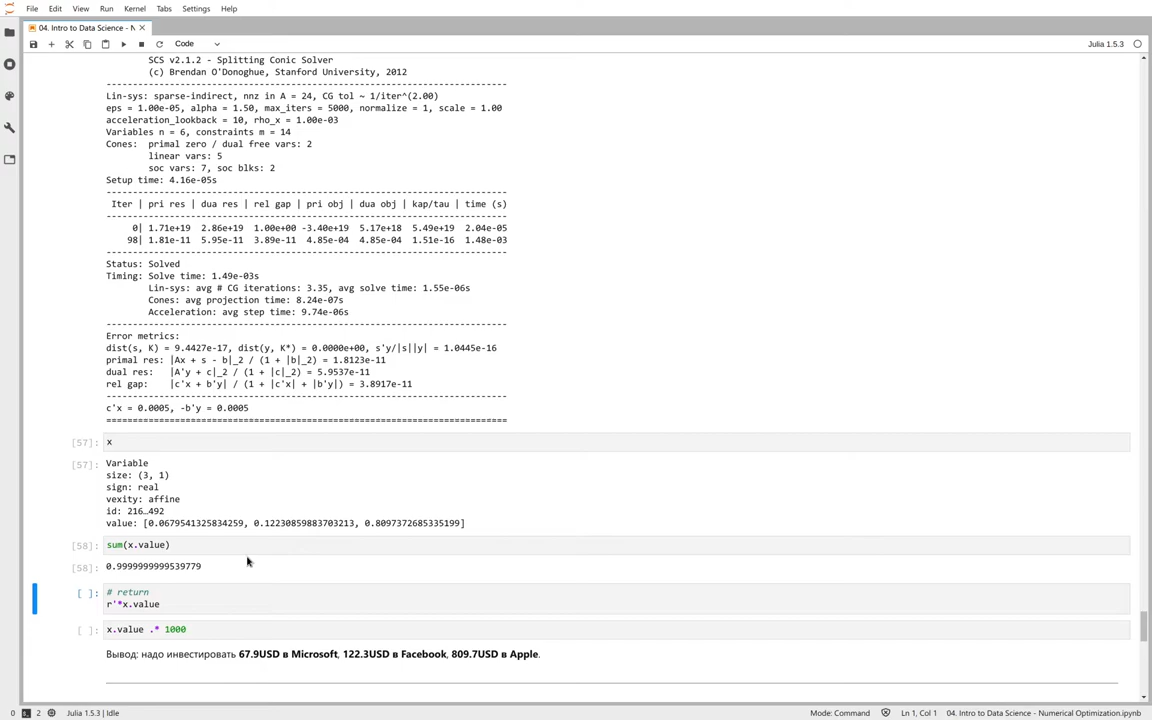 File Edit View Run Kernel Tabs Settings Help
04. Intro to Data Science - N
Code
Julia 1.5.3
SCS v2.1.2 - Splitting Conic Solver
(c) Brendan O'Donoghue, Stanford University, 2012
----------------------------------------------------------------------------
Lin-sys: sparse-indirect, nnz in A = 24, CG tol ~ 1/iter^(2.00)
eps = 1.00e-05, alpha = 1.50, max_iters = 5000, normalize = 1, scale = 1.00
acceleration_lookback = 10, rho_x = 1.00e-03
Variables n = 6, constraints m = 14
Cones: primal zero / dual free vars: 2
linear vars: 5
soc vars: 7, soc blks: 2
Setup time: 4.16e-05s
----------------------------------------------------------------------------
Iter | pri res | dua res | rel gap | pri obj | dua obj | kap/tau | time (s)
----------------------------------------------------------------------------
0| 1.71e+19 2.86e+19 1.00e+00 -3.40e+19 5.17e+18 5.49e+19 2.04e-05
98| 1.81e-11 5.95e-11 3.89e-11 4.85e-04 4.85e-04 1.51e-16 1.48e-03
----------------------------------------------------------------------------
Status: Solved
Timing: Solve time: 1.49e-03s
Lin-sys: avg # CG iterations: 3.35, avg solve time: 1.55e-06s
Cones: avg projection time: 8.24e-07s
Acceleration: avg step time: 9.74e-06s
----------------------------------------------------------------------------
Error metrics:
dist(s, K) = 9.4427e-17, dist(y, K*) = 0.0000e+00, s'y/|s||y| = 1.0445e-16
primal res: |Ax + s - b|_2 / (1 + |b|_2) = 1.8123e-11
dual res: |A'y + c|_2 / (1 + |c|_2) = 5.9537e-11
rel gap: |c'x + b'y| / (1 + |c'x| + |b'y|) = 3.8917e-11
----------------------------------------------------------------------------
c'x = 0.0005, -b'y = 0.0005
============================================================================
[57]: x
[57]: Variable
size: (3, 1)
sign: real
vexity: affine
id: 216…492
value: [0.0679541325834259, 0.12230859883703213, 0.8097372685335199]
[58]: sum(x.value)
[58]: 0.9999999999539779
[ ]: # return
r'*x.value
[ ]: x.value .* 1000
Вывод: надо инвестировать 67.9USD в Microsoft, 122.3USD в Facebook, 809.7USD в Apple.
0 2 Julia 1.5.3 | Idle Mode: Command Ln 1, Col 1 04. Intro to Data Science - Numerical Optimization.ipynb